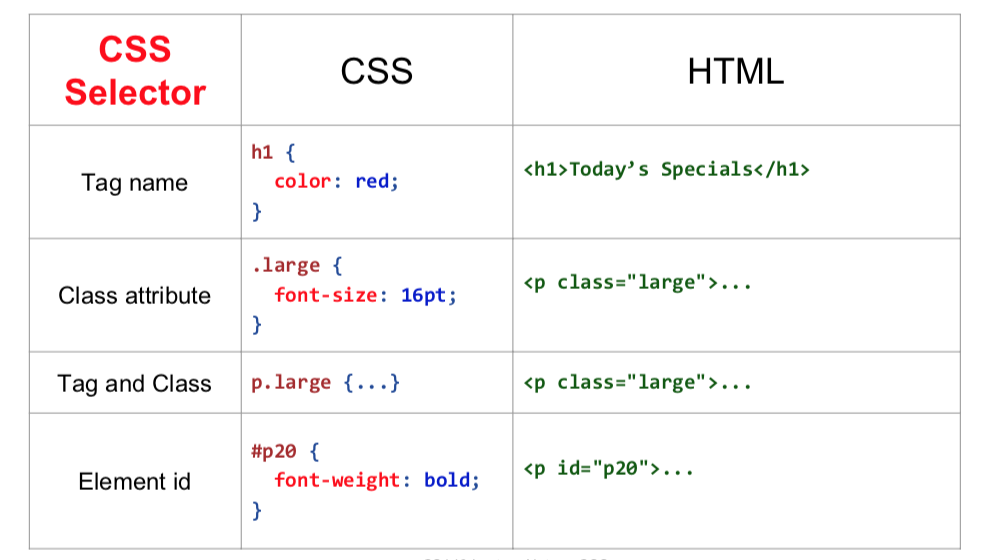 CSS
Selector
CSS
HTML
Tag name
h1 {
color: red;
}
<h1>Today’s Specials</h1>
Class attribute
.large {
font-size: 16pt;
}
<p class="large">...
Tag and Class
p.large {...}
<p class="large">...
Element id
#p20 {
font-weight: bold;
}
<p id="p20">...